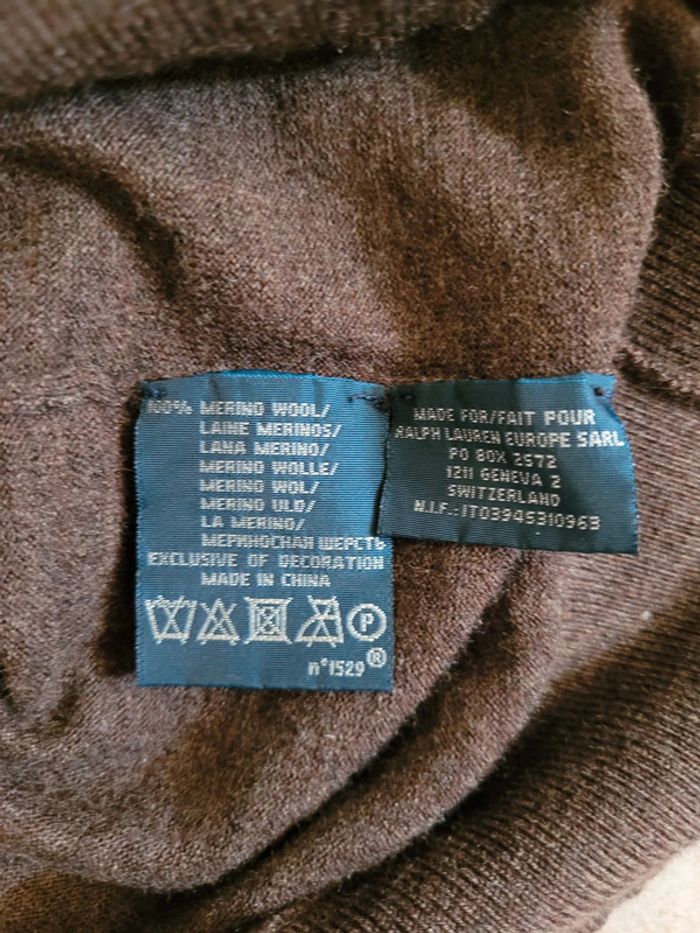 100% MERINO WOOL/
LAINE MERINOS/
LANA MERINO/
MERINO WOLLE/
MERINO WOL/
MERINO ULD/
LA MERINO/
МЕРИНОСНАЯ ШЕРСТЬ
EXCLUSIVE OF DECORATION
MADE IN CHINA
P
n°1529®
MADE FOR/FAIT POUR
RALPH LAUREN EUROPE SARL
PO BOX 2572
1211 GENEVA 2
SWITZERLAND
N.I.F.:IT03945310963